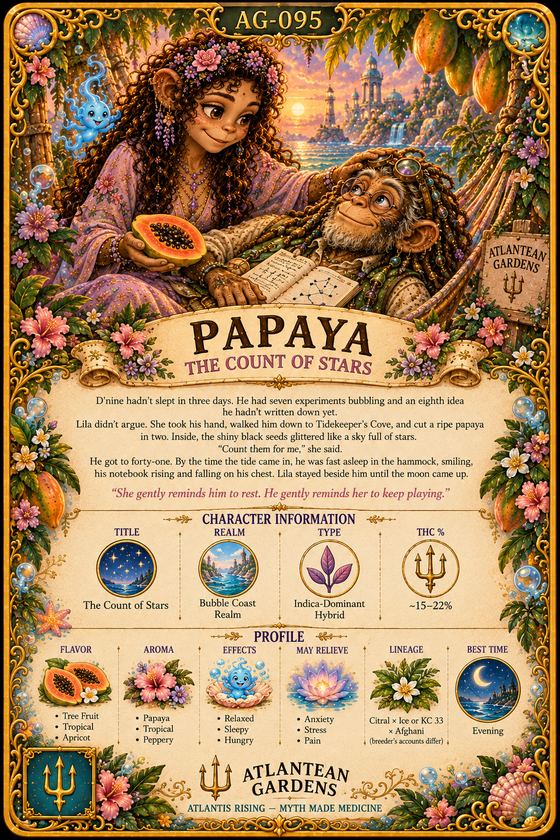 AG-095
ATLANTEAN
GARDENS
PAPAYA
THE COUNT OF STARS
D'nine hadn't slept in three days. He had seven experiments bubbling and an eighth idea
he hadn't written down yet.
Lila didn't argue. She took his hand, walked him down to Tidekeeper's Cove, and cut a ripe papaya
in two. Inside, the shiny black seeds glittered like a sky full of stars.
"Count them for me," she said.
He got to forty-one. By the time the tide came in, he was fast asleep in the hammock, smiling,
his notebook rising and falling on his chest. Lila stayed beside him until the moon came up.
"She gently reminds him to rest. He gently reminds her to keep playing."
CHARACTER INFORMATION
TITLE
The Count of Stars
REALM
Bubble Coast
Realm
TYPE
Indica-Dominant
Hybrid
THC %
~15–22%
PROFILE
FLAVOR
• Tree Fruit
• Tropical
• Apricot
AROMA
• Papaya
• Tropical
• Peppery
EFFECTS
• Relaxed
• Sleepy
• Hungry
MAY RELIEVE
• Anxiety
• Stress
• Pain
LINEAGE
Citral × Ice or KC 33
× Afghani
(breeder's accounts differ)
BEST TIME
Evening
ATLANTEAN
GARDENS
ATLANTIS RISING — MYTH MADE MEDICINE